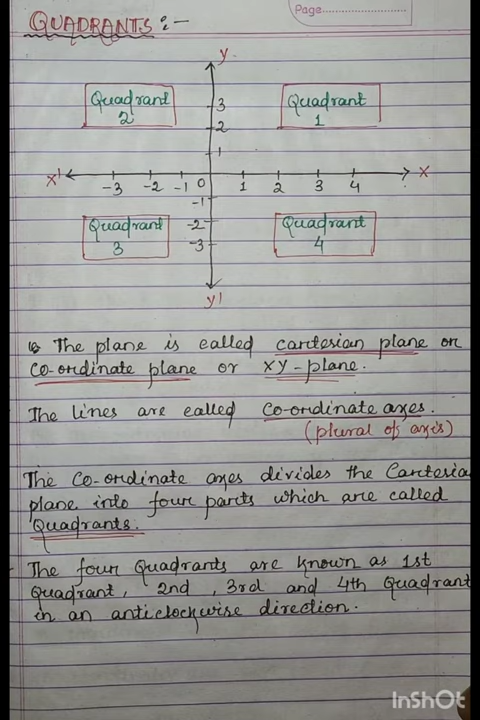 Page..........................
QUADRANTS :-
Y
Quadrant
2
Quadrant
1
3
2
1
X' -3 -2 -1 0 1 2 3 4 X
-1
-2
-3
Quadrant
3
Quadrant
4
Y'
The plane is called cartesian plane or
Co-ordinate plane or XY-plane.
The lines are called Co-ordinate axes.
(plural of axis)
The Co-ordinate axes divides the Cartesia
plane into four parts which are called
Quadrants.
- The four Quadrants are known as 1st
Quadrant, 2nd, 3rd and 4th Quadrant
in an anticlockwise direction.
InShOt